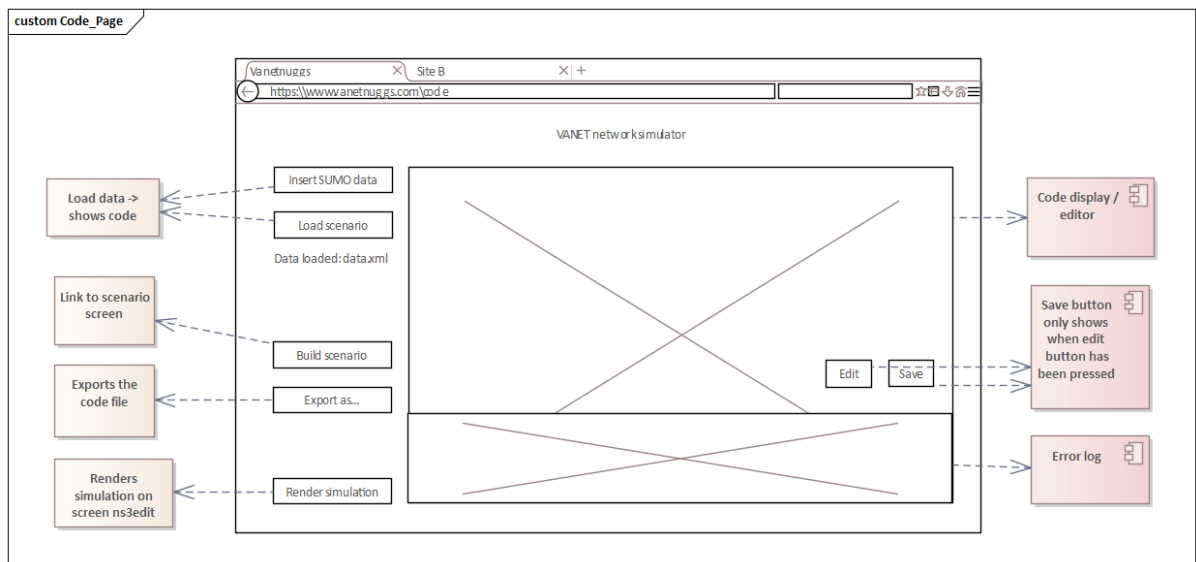 custom Code_Page
Vanetnuggs
Site B
https:\\wwwvanetnuggs.com\code
VANET networksimulator
Insert SUMO data
Load scenario
Data loaded: data.xml
Build scenario
Export as...
Render simulation
Edit
Save
Load data ->
shows code
Link to scenario
screen
Exports the
code file
Renders
simulation on
screen ns3edit
Code display /
editor
Save button
only shows
when edit
button has
been pressed
Error log